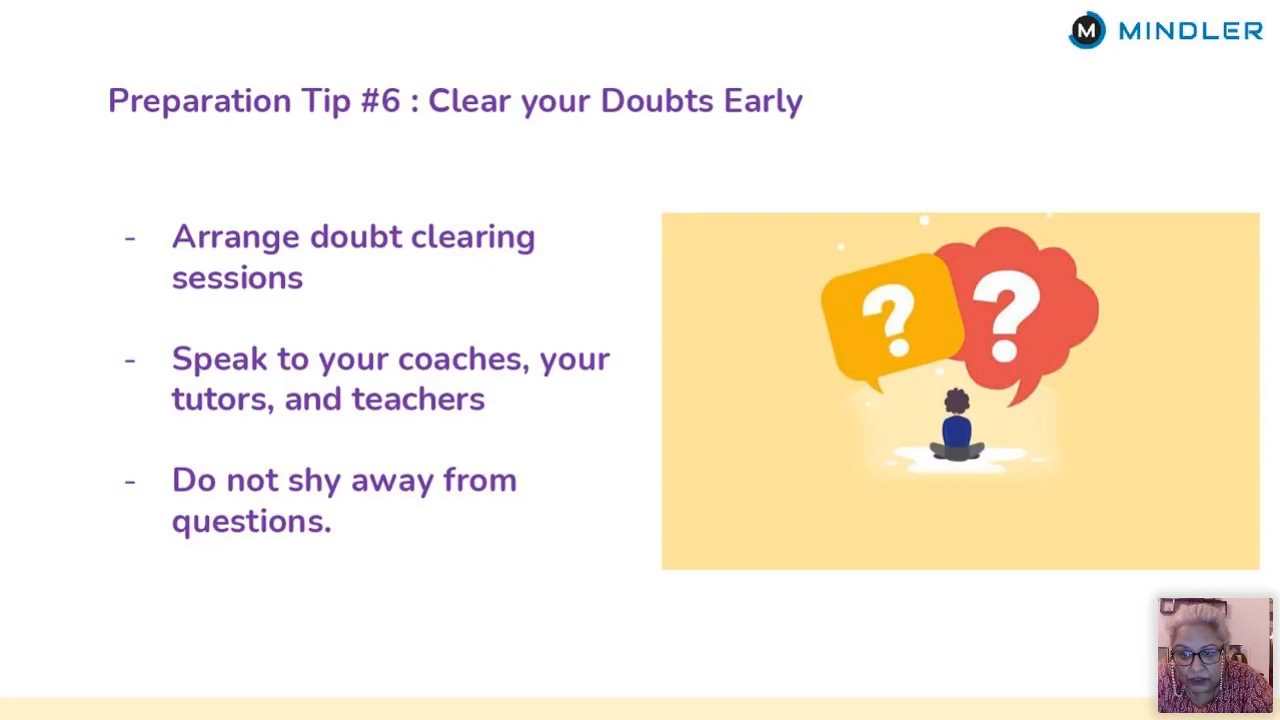 M MINDLER
Preparation Tip #6 : Clear your Doubts Early
- Arrange doubt clearing
sessions
- Speak to your coaches, your
tutors, and teachers
- Do not shy away from
questions.
? ?